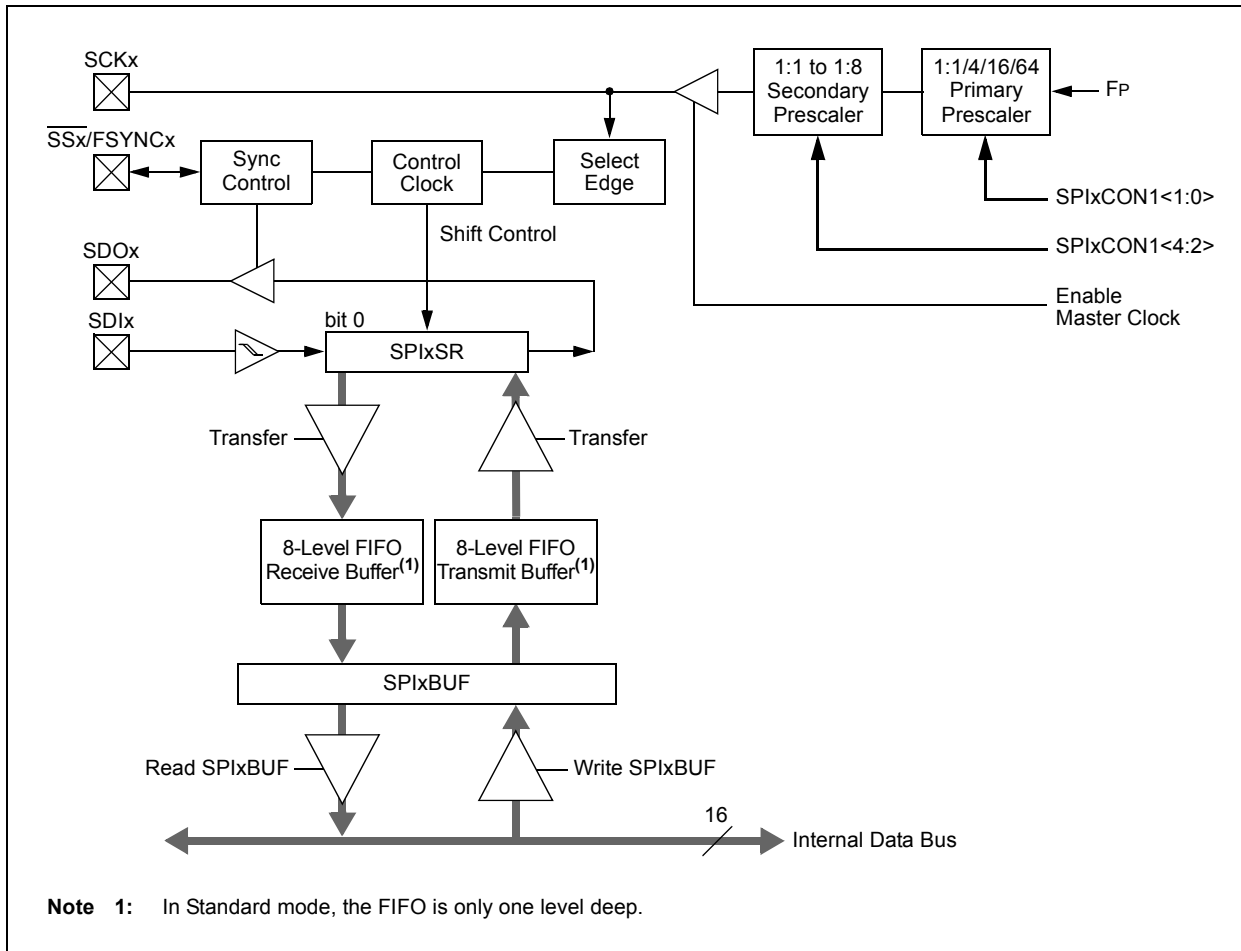 SCKx
1:1 to 1:8
Secondary
Prescaler
1:1/4/16/64
Primary
Prescaler
FP
SSx/FSYNCx
Sync
Control
Control
Clock
Select
Edge
SPIxCON1<1:0>
Shift Control
SPIxCON1<4:2>
SDOx
Enable
Master Clock
SDIx
bit 0
SPIxSR
Transfer
Transfer
8-Level FIFO
Receive Buffer(1)
8-Level FIFO
Transmit Buffer(1)
SPIxBUF
Read SPIxBUF
Write SPIxBUF
16
Internal Data Bus
Note 1: In Standard mode, the FIFO is only one level deep.